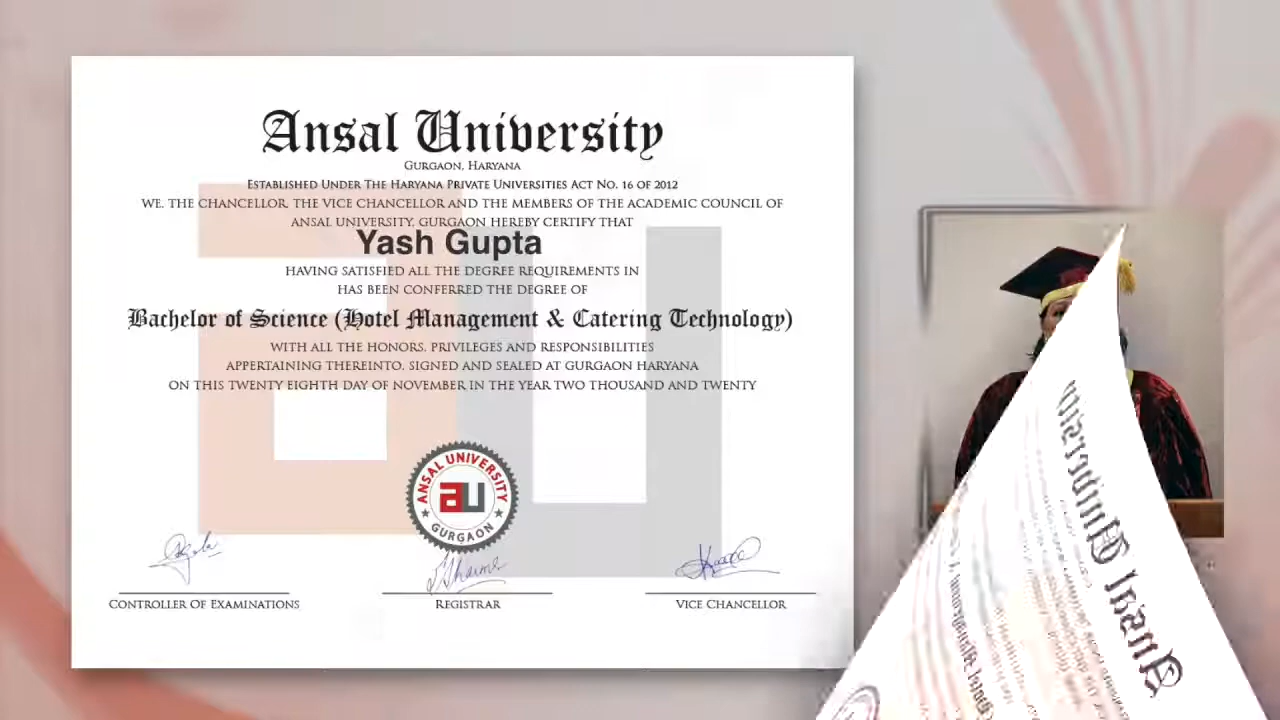 Ansal University
GURGAON, HARYANA
ESTABLISHED UNDER THE HARYANA PRIVATE UNIVERSITIES ACT NO. 16 OF 2012
WE, THE CHANCELLOR, THE VICE CHANCELLOR AND THE MEMBERS OF THE ACADEMIC COUNCIL OF
ANSAL UNIVERSITY, GURGAON HEREBY CERTIFY THAT
Yash Gupta
HAVING SATISFIED ALL THE DEGREE REQUIREMENTS IN
HAS BEEN CONFERRED THE DEGREE OF
Bachelor of Science (Hotel Management & Catering Technology)
WITH ALL THE HONORS, PRIVILEGES AND RESPONSIBILITIES
APPERTAINING THEREINTO, SIGNED AND SEALED AT GURGAON HARYANA
ON THIS TWENTY EIGHTH DAY OF NOVEMBER IN THE YEAR TWO THOUSAND AND TWENTY
ANSAL UNIVERSITY
au
GURGAON
CONTROLLER OF EXAMINATIONS
REGISTRAR
VICE CHANCELLOR
Ansal University